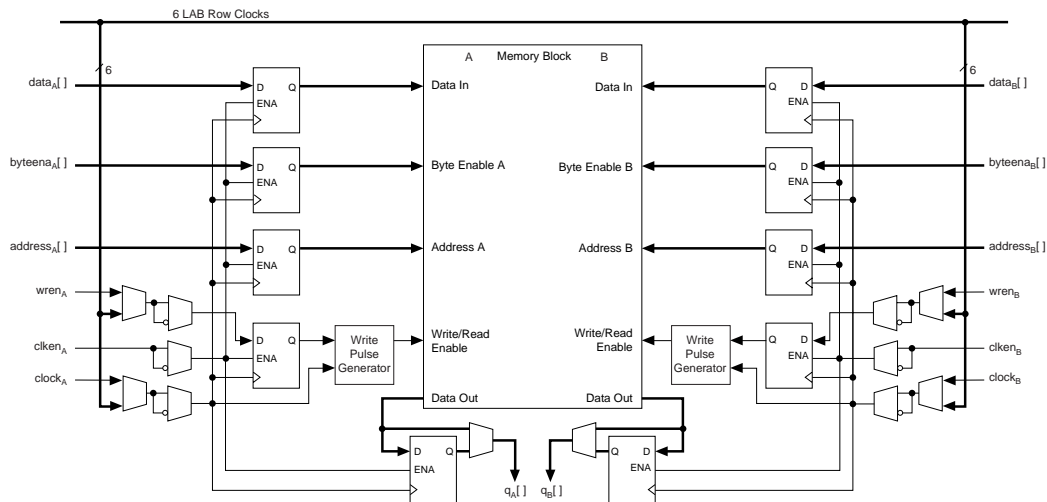 6 LAB Row Clocks
A Memory Block B
6 6
dataA[ ] D Q Data In Data In Q D dataB[ ]
ENA ENA
byteenaA[ ] D Q Byte Enable A Byte Enable B Q D byteenaB[ ]
ENA ENA
addressA[ ] D Q Address A Address B Q D addressB[ ]
ENA ENA
wrenA wrenB
D Q Write/Read Enable Write/Read Enable Q D
clkenA ENA Write Pulse Generator Write Pulse Generator ENA clkenB
clockA clockB
Data Out Data Out
D Q Q D
ENA ENA
qA[ ] qB[ ]